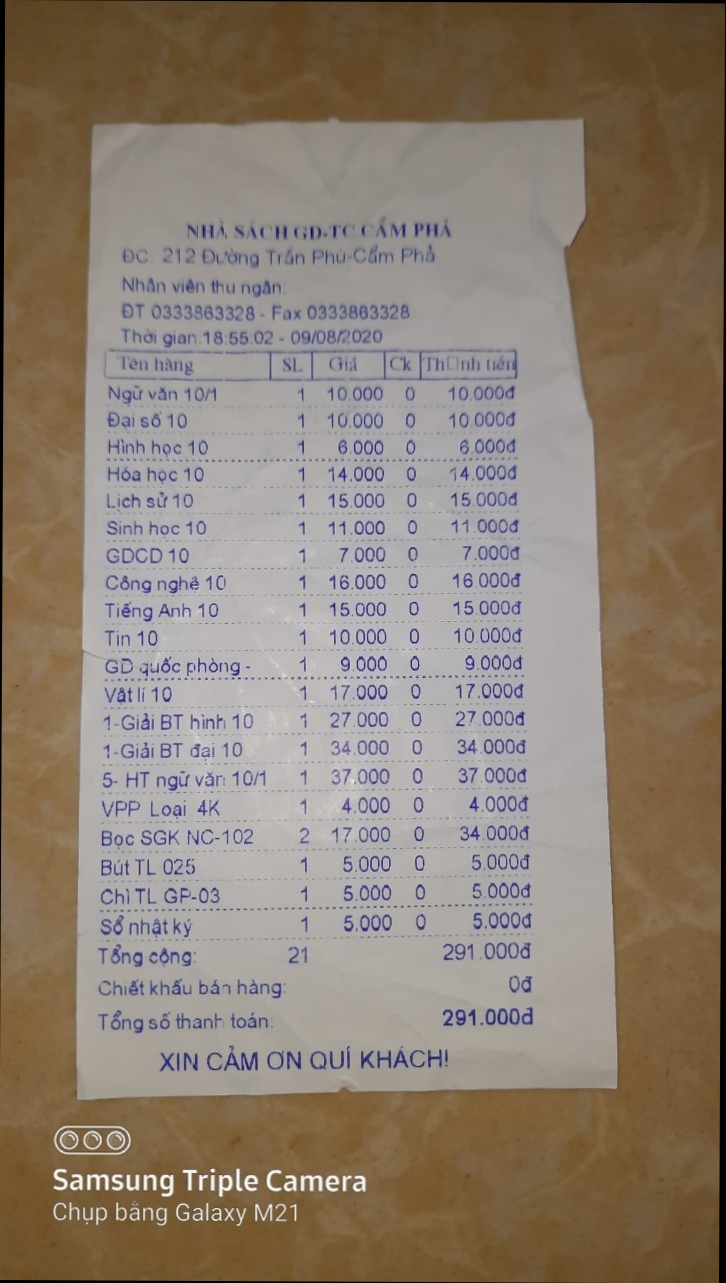 NHÀ SÁCH GD-TC CẨM PHẢ
ĐC: 212 Đường Trần Phú-Cẩm Phả
Nhân viên thu ngân:
ĐT 0333863328 - Fax 0333863328
Thời gian:18:55:02 - 09/08/2020
Tên hàng SL Giá Ck Th□nh tiền
Ngữ văn 10/1 1 10.000 0 10.000đ
Đại số 10 1 10.000 0 10.000đ
Hình học 10 1 6.000 0 6.000đ
Hóa học 10 1 14.000 0 14.000đ
Lịch sử 10 1 15.000 0 15.000đ
Sinh học 10 1 11.000 0 11.000đ
GDCD 10 1 7.000 0 7.000đ
Công nghệ 10 1 16.000 0 16.000đ
Tiếng Anh 10 1 15.000 0 15.000đ
Tin 10 1 10.000 0 10.000đ
GD quốc phòng - 1 9.000 0 9.000đ
Vật lí 10 1 17.000 0 17.000đ
1-Giải BT hình 10 1 27.000 0 27.000đ
1-Giải BT đại 10 1 34.000 0 34.000đ
5- HT ngữ văn 10/1 1 37.000 0 37.000đ
VPP Loại 4K 1 4.000 0 4.000đ
Bọc SGK NC-102 2 17.000 0 34.000đ
Bút TL 025 1 5.000 0 5.000đ
Chì TL GP-03 1 5.000 0 5.000đ
Sổ nhật ký 1 5.000 0 5.000đ
Tổng cộng: 21 291.000đ
Chiết khấu bán hàng: 0đ
Tổng số thanh toán: 291.000đ
XIN CẢM ƠN QUÍ KHÁCH!
Samsung Triple Camera
Chụp bằng Galaxy M21